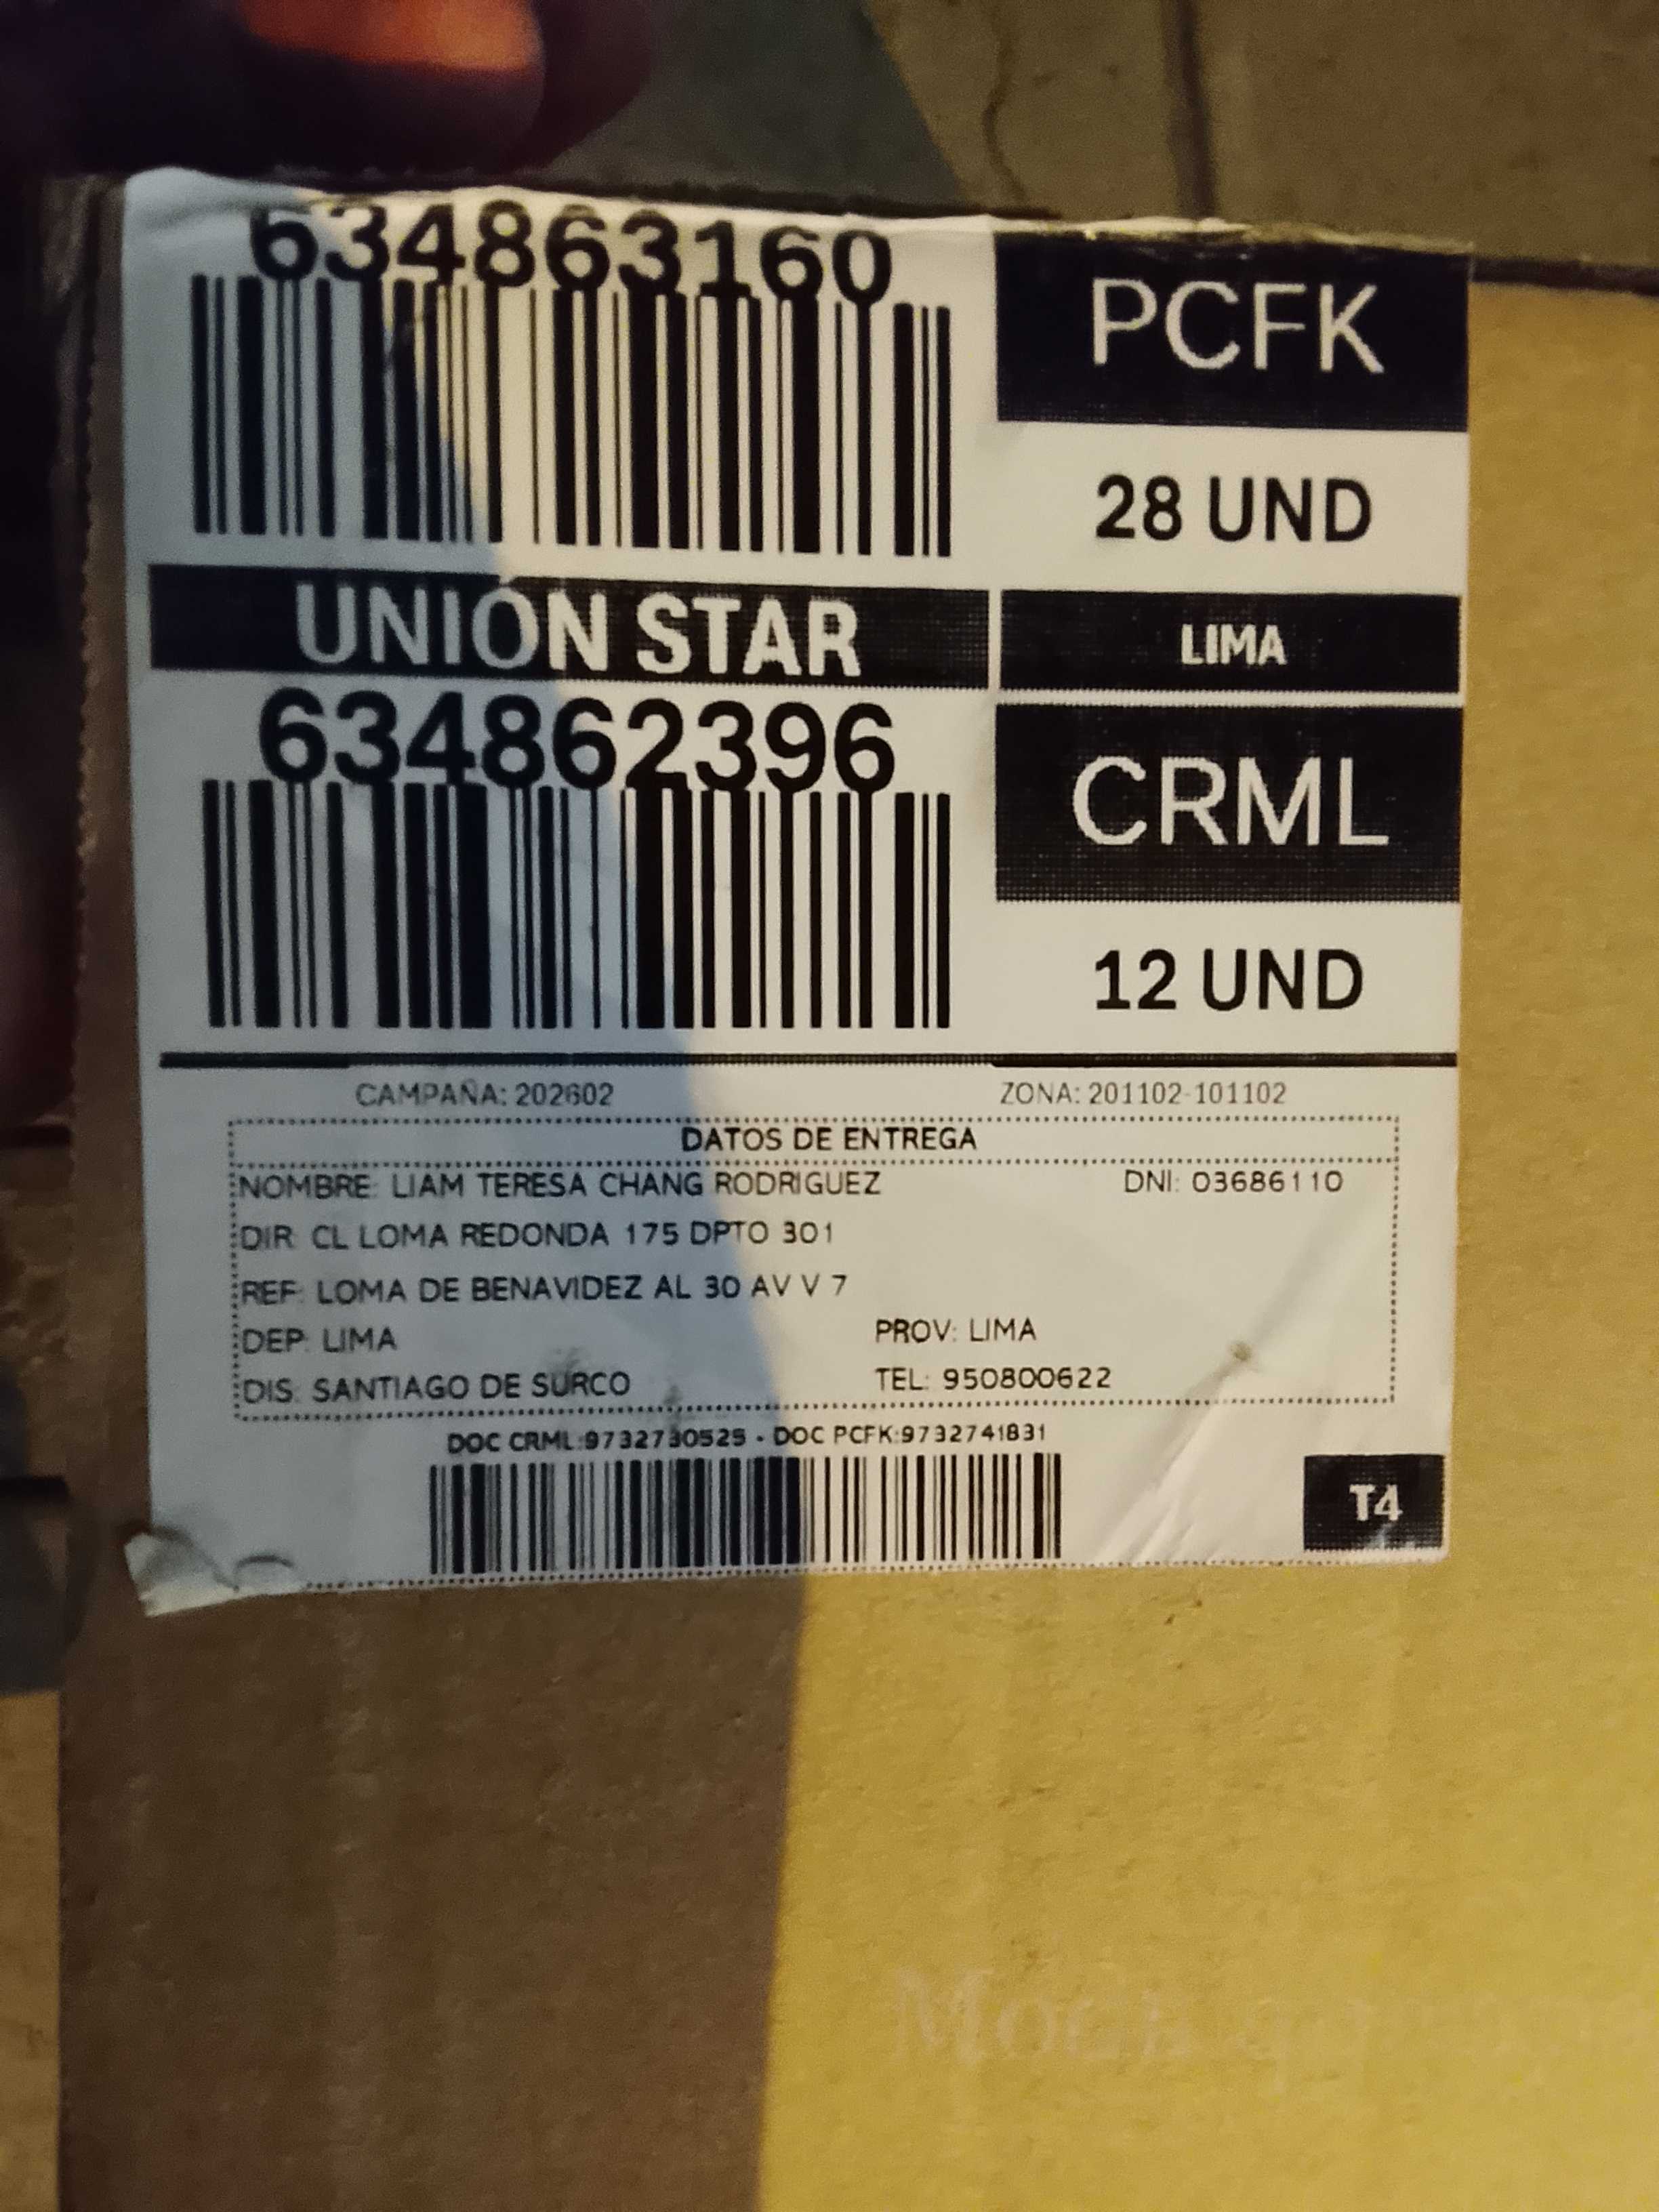 634863160
PCFK
28 UND
UNION STAR
LIMA
634862396
CRML
12 UND
CAMPAÑA: 202602
ZONA: 201102-101102
DATOS DE ENTREGA
NOMBRE: LIAM TERESA CHANG RODRIGUEZ
DNI: 03686110
DIR: CL LOMA REDONDA 175 DPTO 301
REF: LOMA DE BENAVIDEZ AL 30 AV V 7
DEP: LIMA
PROV: LIMA
DIS: SANTIAGO DE SURCO
TEL: 950800622
DOC CRML:9732730525 - DOC PCFK:9732741831
T4